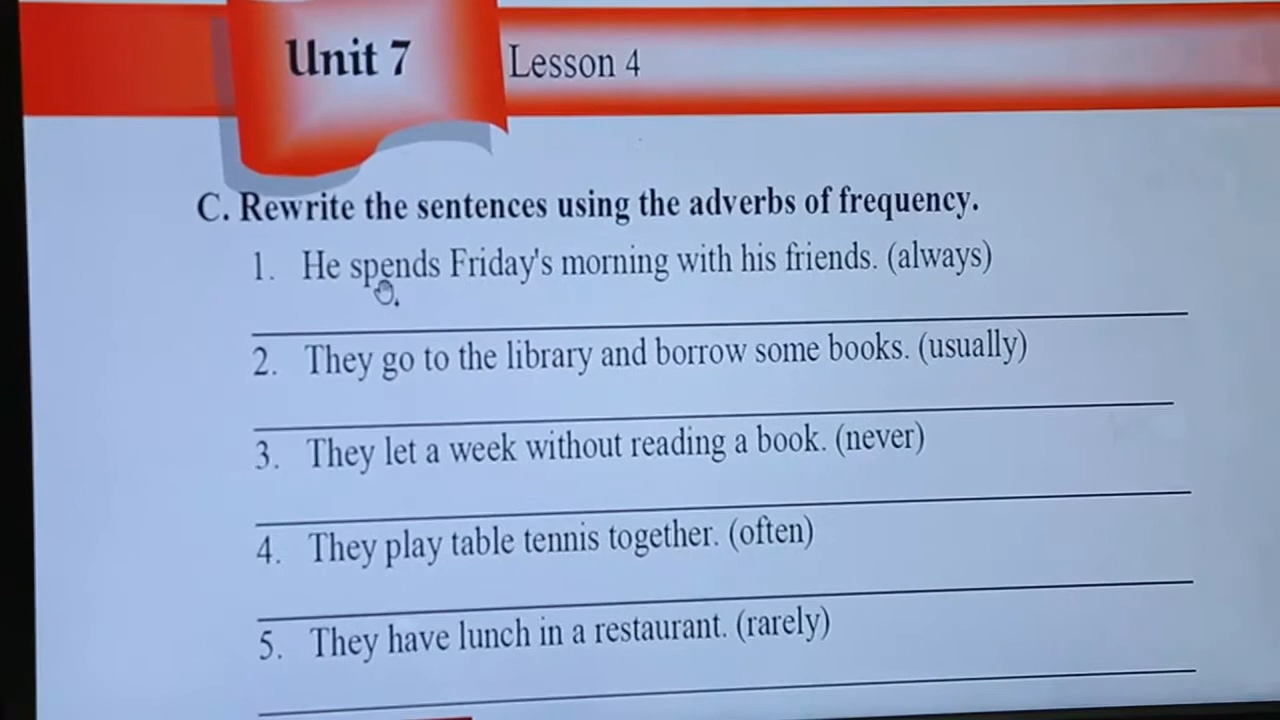 Unit 7
Lesson 4
C. Rewrite the sentences using the adverbs of frequency.
1. He spends Friday's morning with his friends. (always)
2. They go to the library and borrow some books. (usually)
3. They let a week without reading a book. (never)
4. They play table tennis together. (often)
5. They have lunch in a restaurant. (rarely)